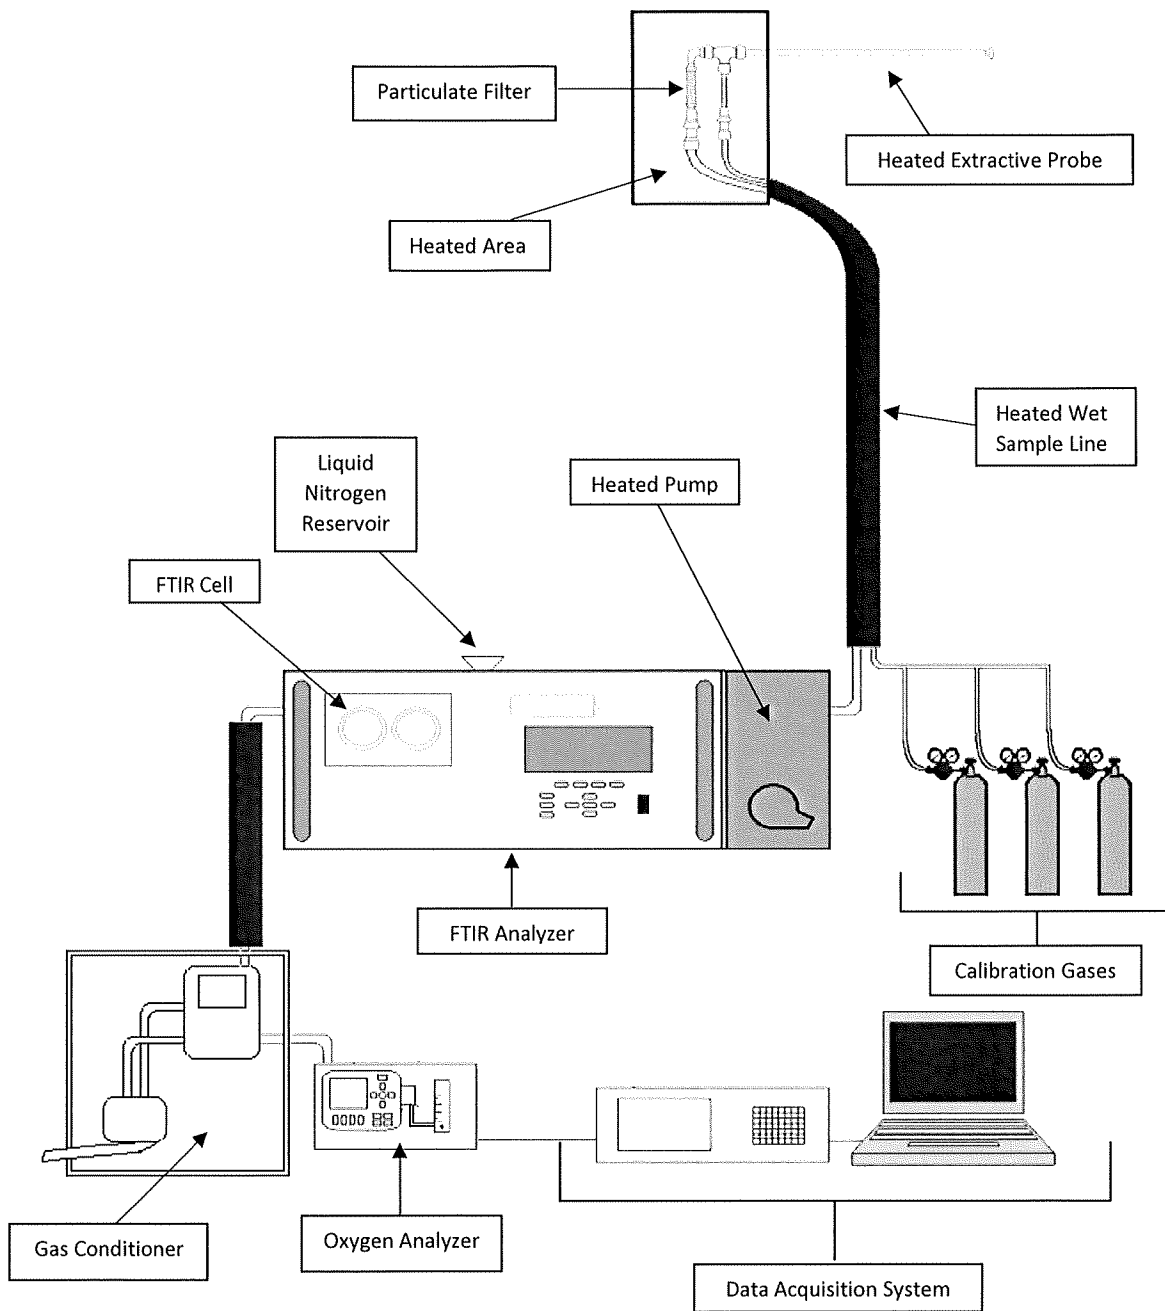 Particulate Filter
Heated Extractive Probe
Heated Area
Heated Wet
Sample Line
Liquid
Nitrogen
Reservoir
Heated Pump
FTIR Cell
FTIR Analyzer
Calibration Gases
Gas Conditioner
Oxygen Analyzer
Data Acquisition System